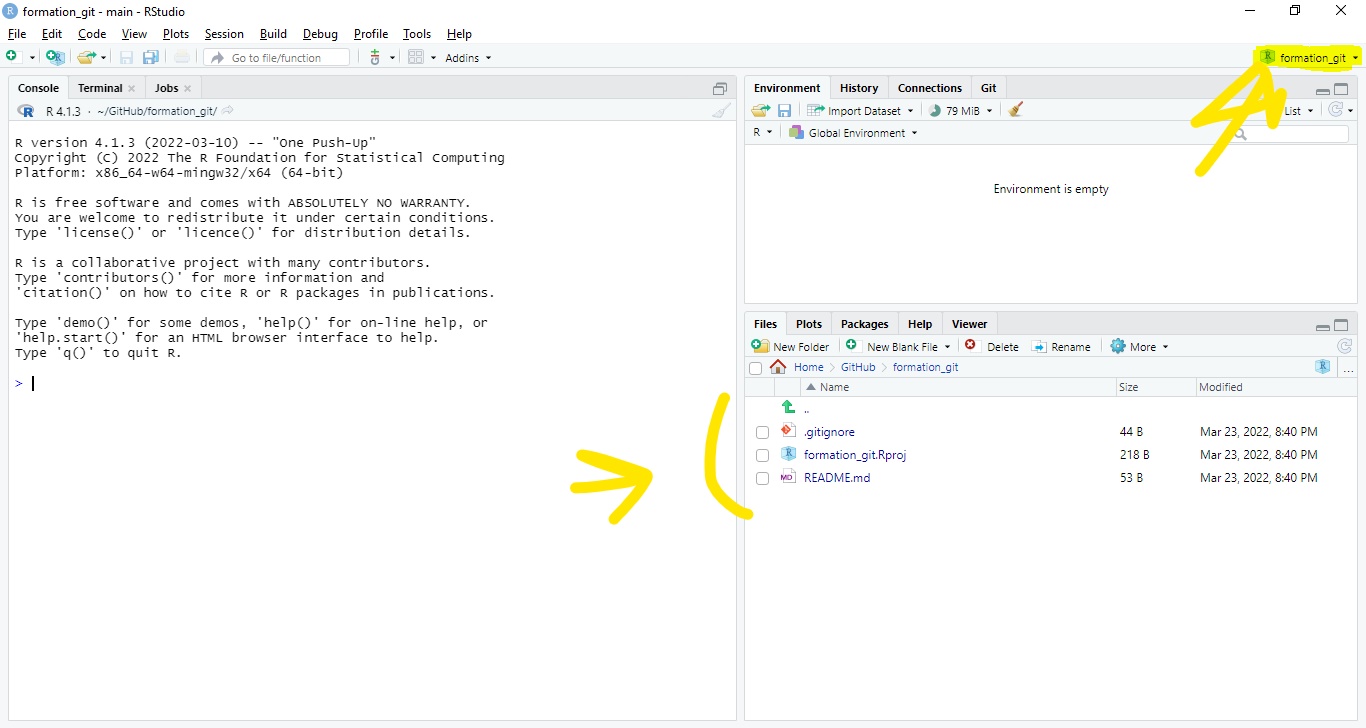 formation_git - main - RStudio
File Edit Code View Plots Session Build Debug Profile Tools Help
Go to file/function Addins formation_git
Console Terminal Jobs
R 4.1.3 · ~/GitHub/formation_git/
R version 4.1.3 (2022-03-10) -- "One Push-Up"
Copyright (C) 2022 The R Foundation for Statistical Computing
Platform: x86_64-w64-mingw32/x64 (64-bit)
R is free software and comes with ABSOLUTELY NO WARRANTY.
You are welcome to redistribute it under certain conditions.
Type 'license()' or 'licence()' for distribution details.
R is a collaborative project with many contributors.
Type 'contributors()' for more information and
'citation()' on how to cite R or R packages in publications.
Type 'demo()' for some demos, 'help()' for on-line help, or
'help.start()' for an HTML browser interface to help.
Type 'q()' to quit R.
>
Environment History Connections Git
Import Dataset 79 MiB List
R Global Environment
Environment is empty
Files Plots Packages Help Viewer
New Folder New Blank File Delete Rename More
Home GitHub formation_git R ...
Name Size Modified
..
.gitignore 44 B Mar 23, 2022, 8:40 PM
formation_git.Rproj 218 B Mar 23, 2022, 8:40 PM
README.md 53 B Mar 23, 2022, 8:40 PM